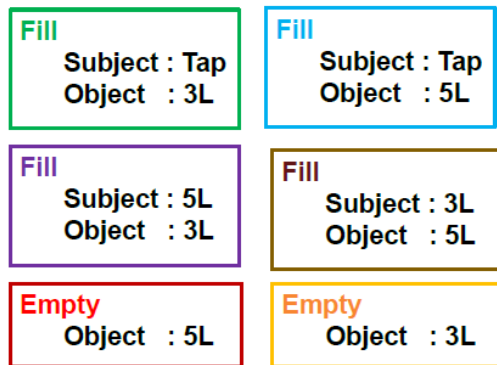 Fill
Subject : Tap
Object : 3L
Fill
Subject : Tap
Object : 5L
Fill
Subject : 5L
Object : 3L
Fill
Subject : 3L
Object : 5L
Empty
Object : 5L
Empty
Object : 3L